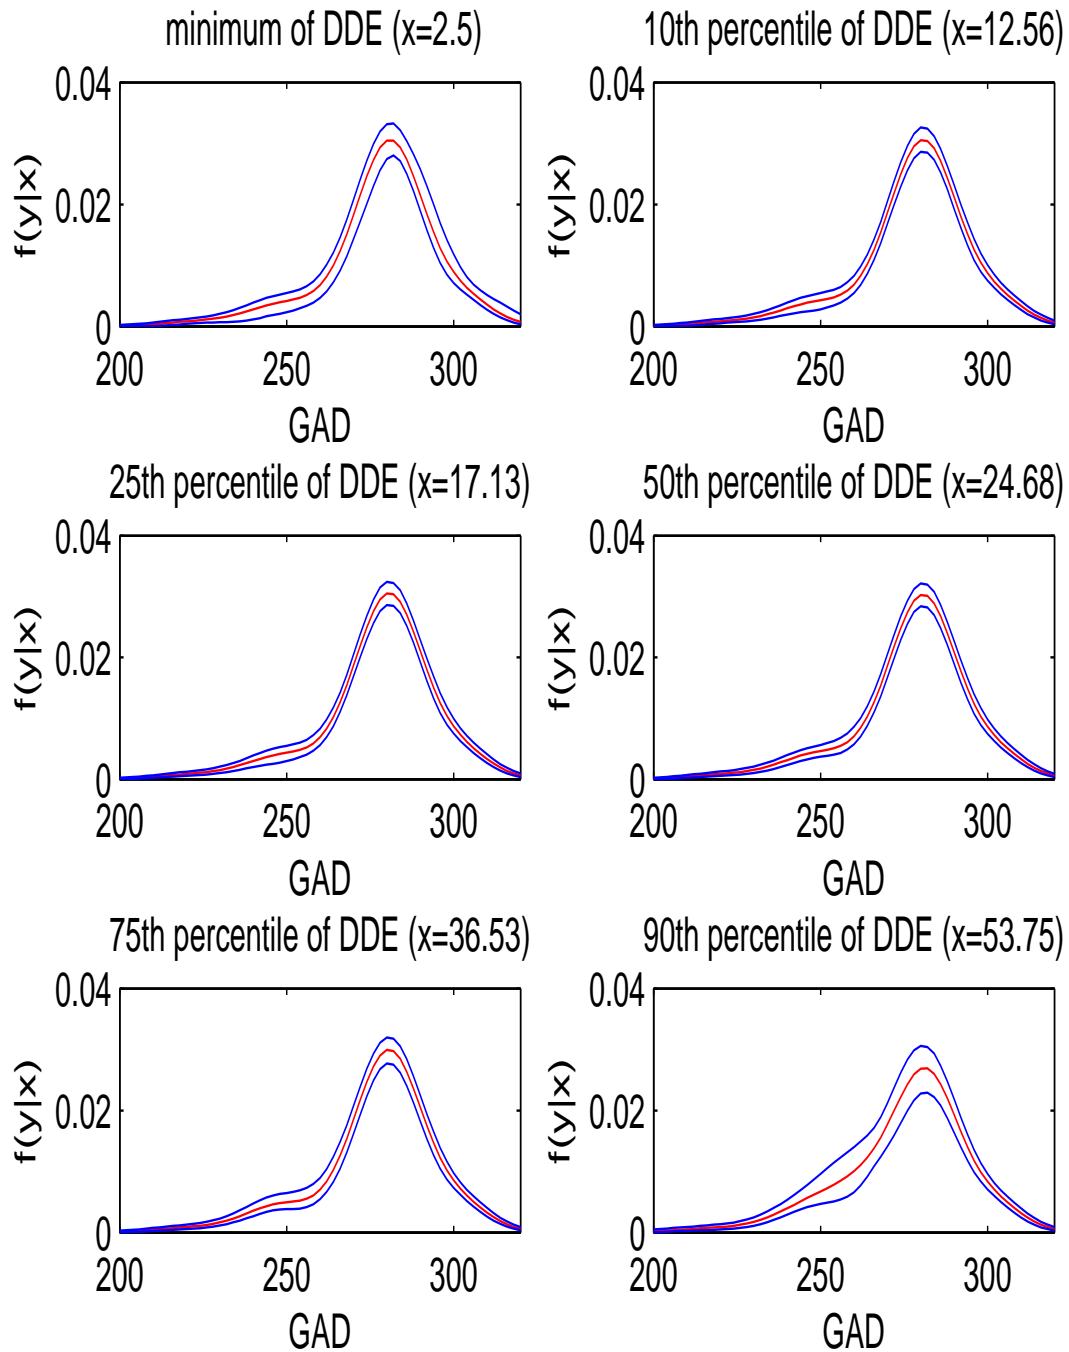 minimum of DDE (x=2.5)
0.04
0.02
0
f(y|x)
200 250 300
GAD
10th percentile of DDE (x=12.56)
0.04
0.02
0
f(y|x)
200 250 300
GAD
25th percentile of DDE (x=17.13)
0.04
0.02
0
f(y|x)
200 250 300
GAD
50th percentile of DDE (x=24.68)
0.04
0.02
0
f(y|x)
200 250 300
GAD
75th percentile of DDE (x=36.53)
0.04
0.02
0
f(y|x)
200 250 300
GAD
90th percentile of DDE (x=53.75)
0.04
0.02
0
f(y|x)
200 250 300
GAD